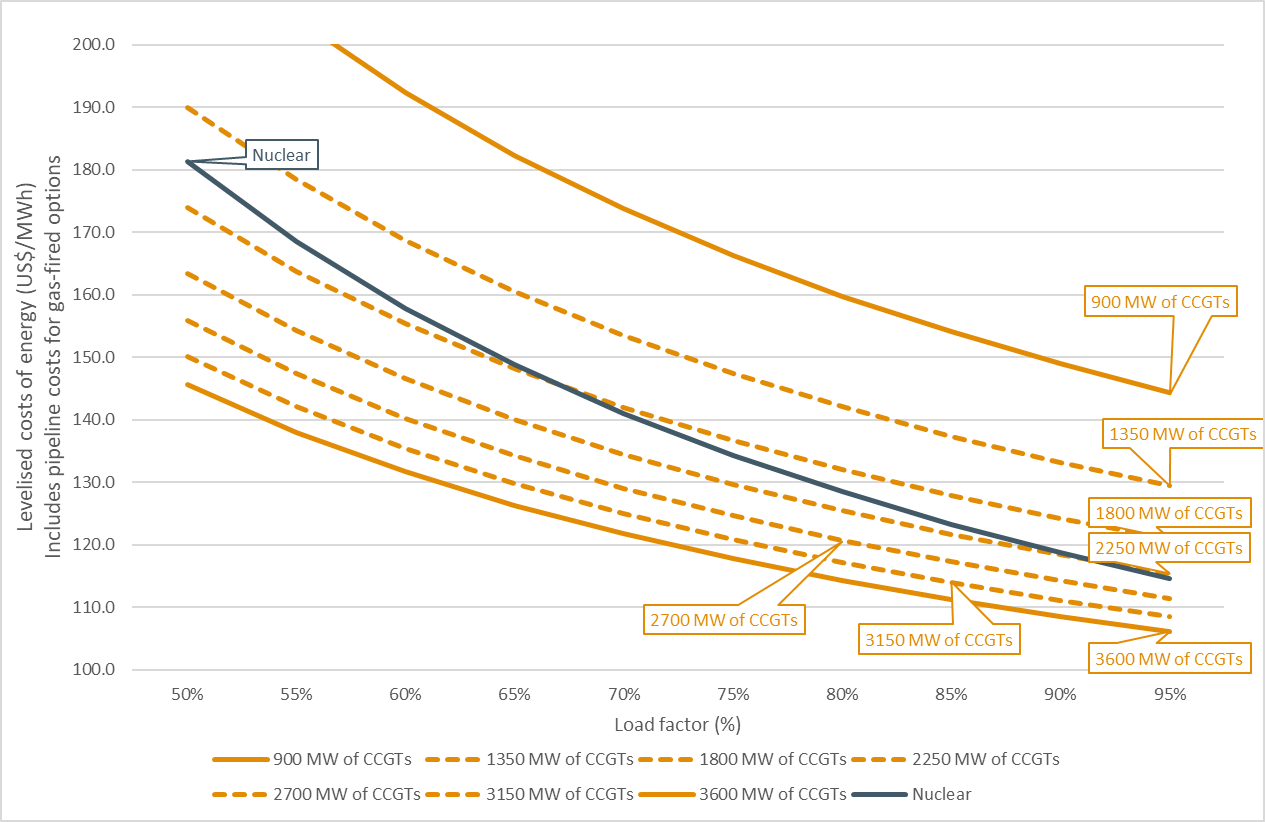 Levelised costs of energy (US$/MWh)
Includes pipeline costs for gas-fired options
200.0
190.0
180.0
170.0
160.0
150.0
140.0
130.0
120.0
110.0
100.0
Nuclear
900 MW of CCGTs
1350 MW of CCGTs
1800 MW of CCGTs
2250 MW of CCGTs
2700 MW of CCGTs
3150 MW of CCGTs
3600 MW of CCGTs
50% 55% 60% 65% 70% 75% 80% 85% 90% 95%
Load factor (%)
900 MW of CCGTs 1350 MW of CCGTs 1800 MW of CCGTs 2250 MW of CCGTs
2700 MW of CCGTs 3150 MW of CCGTs 3600 MW of CCGTs Nuclear